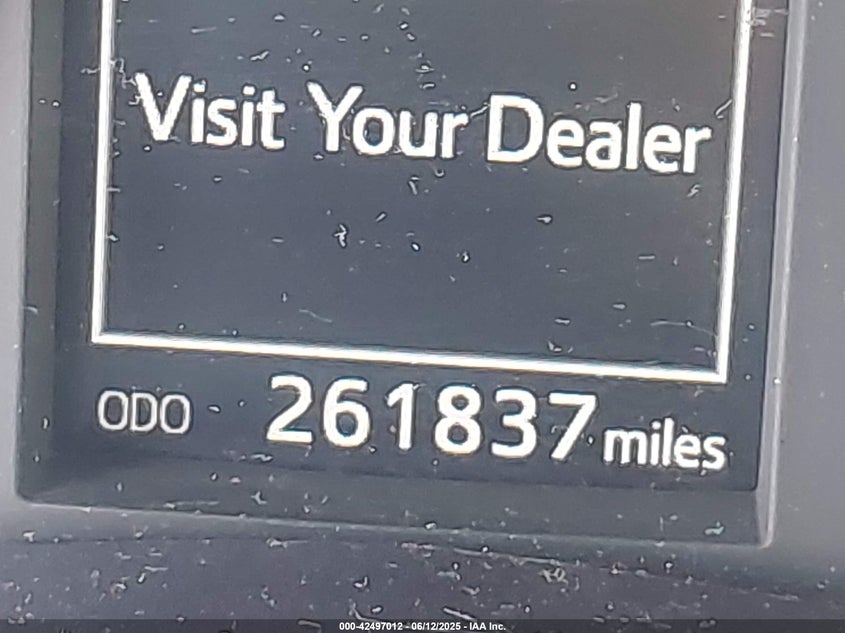 Visit Your Dealer
ODO 261837 miles
000-42497012 - 06/12/2025 - IAA Inc.